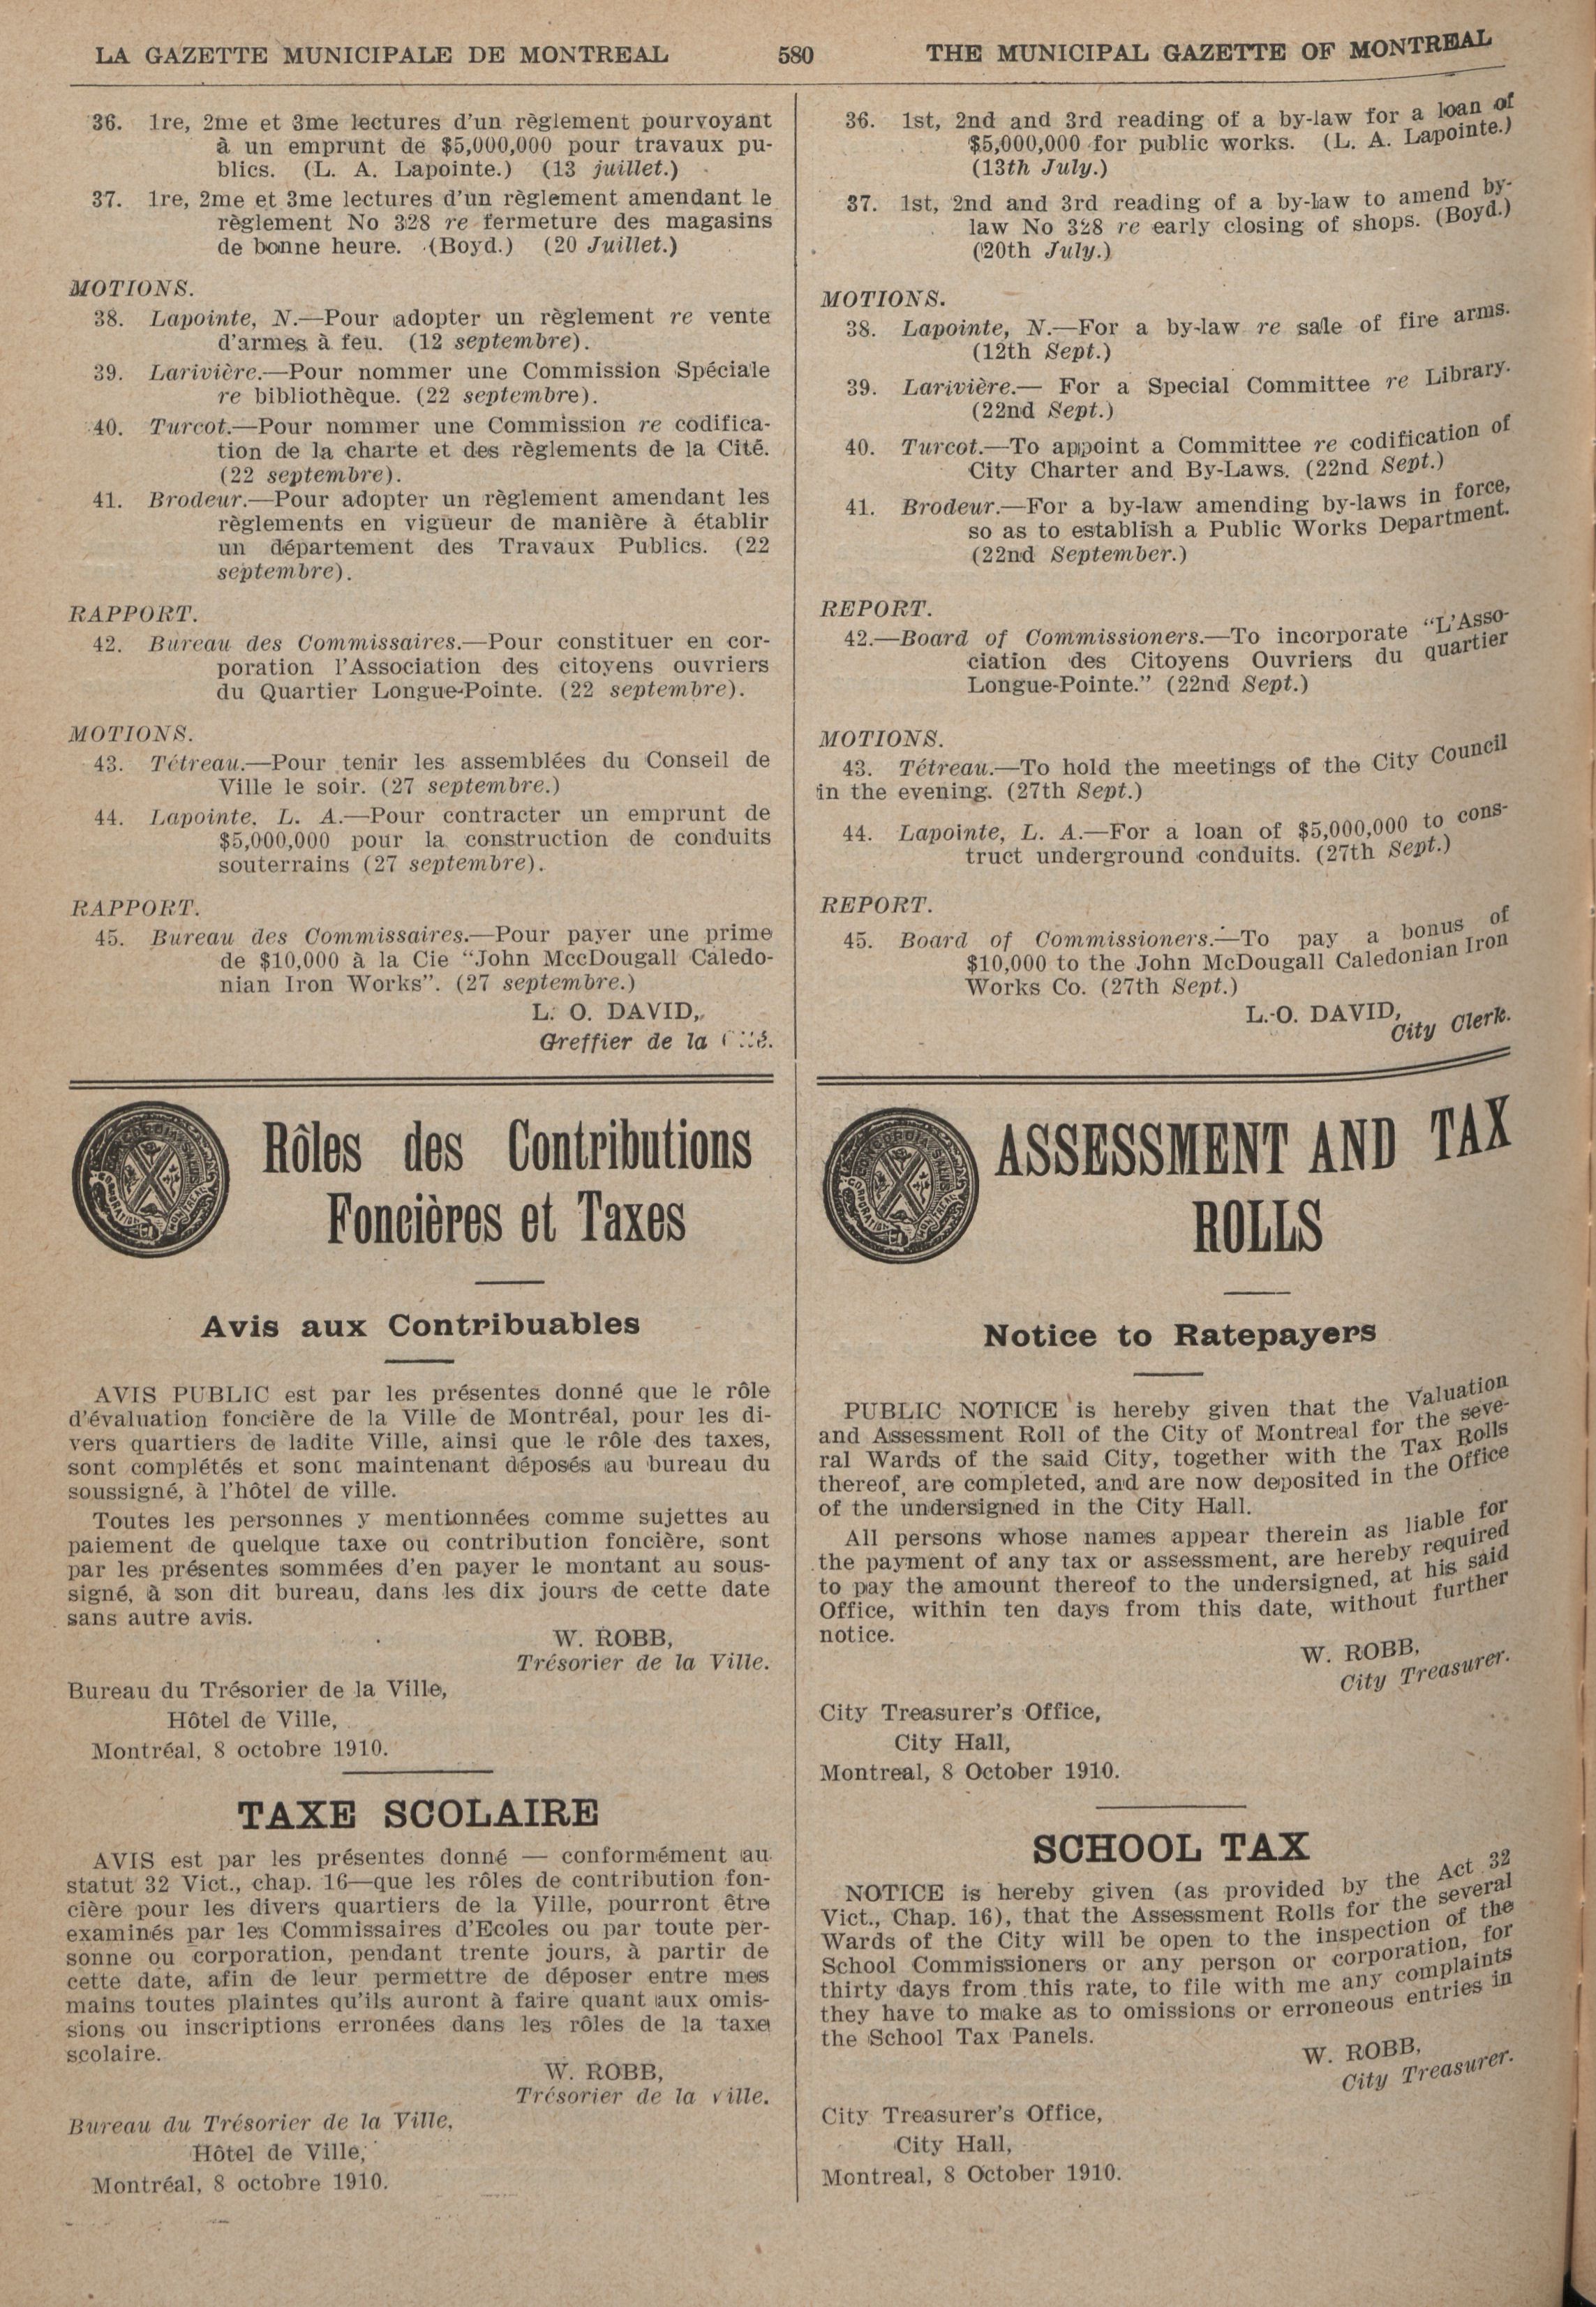 LA GAZETTE MUNICIPALE DE MONTREAL 580 THE MUNICIPAL GAZETTE OF MONTREAL
36. 1re, 2me et 3me lectures d'un règlement pourvoyant
à un emprunt de $5,000,000 pour travaux pu-
blics. (L. A. Lapointe.) (13 juillet.)
37. 1re, 2me et 3me lectures d'un règlement amendant le
règlement No 328 re fermeture des magasins
de bonne heure. (Boyd.) (20 Juillet.)
MOTIONS.
38. Lapointe, N.—Pour adopter un règlement re vente
d'armes à feu. (12 septembre).
39. Larivière.—Pour nommer une Commission Spéciale
re bibliothèque. (22 septembre).
40. Turcot.—Pour nommer une Commission re codifica-
tion de la charte et des règlements de la Cité.
(22 septembre).
41. Brodeur.—Pour adopter un règlement amendant les
règlements en vigueur de manière à établir
un département des Travaux Publics. (22
septembre).
RAPPORT.
42. Bureau des Commissaires.—Pour constituer en cor-
poration l'Association des citoyens ouvriers
du Quartier Longue-Pointe. (22 septembre).
MOTIONS.
43. Tétreau.—Pour tenir les assemblées du Conseil de
Ville le soir. (27 septembre.)
44. Lapointe, L. A.—Pour contracter un emprunt de
$5,000,000 pour la construction de conduits
souterrains (27 septembre).
RAPPORT.
45. Bureau des Commissaires.—Pour payer une prime
de $10,000 à la Cie "John MccDougall Caledo-
nian Iron Works". (27 septembre.)
L. O. DAVID,
Greffier de la
Rôles des Contributions
Foncières et Taxes
Avis aux Contribuables
AVIS PUBLIC est par les présentes donné que le rôle
d'évaluation foncière de la Ville de Montréal, pour les di-
vers quartiers de ladite Ville, ainsi que le rôle des taxes,
sont complétés et sont maintenant déposés au bureau du
soussigné, à l'hôtel de ville.
Toutes les personnes y mentionnées comme sujettes au
paiement de quelque taxe ou contribution foncière, sont
par les présentes sommées d'en payer le montant au sous-
signé, à son dit bureau, dans les dix jours de cette date
sans autre avis.
W. ROBB,
Trésorier de la Ville.
Bureau du Trésorier de la Ville,
Hôtel de Ville,
Montréal, 8 octobre 1910.
TAXE SCOLAIRE
AVIS est par les présentes donné — conformément au
statut 32 Vict., chap. 16—que les rôles de contribution fon-
cière pour les divers quartiers de la Ville, pourront être
examinés par les Commissaires d'Ecoles ou par toute per-
sonne ou corporation, pendant trente jours, à partir de
cette date, afin de leur permettre de déposer entre mes
mains toutes plaintes qu'ils auront à faire quant aux omis-
sions ou inscriptions erronées dans les rôles de la taxe
scolaire.
W. ROBB,
Trésorier de la ville.
Bureau du Trésorier de la Ville,
Hôtel de Ville,
Montréal, 8 octobre 1910.
36. 1st, 2nd and 3rd reading of a by-law for a loan of
$5,000,000 for public works. (L. A. Lapointe.)
(13th July.)
37. 1st, 2nd and 3rd reading of a by-law to amend by-
law No 328 re early closing of shops. (Boyd.)
(20th July.)
MOTIONS.
38. Lapointe, N.—For a by-law re sale of fire arms.
(12th Sept.)
39. Larivière.— For a Special Committee re Library.
(22nd Sept.)
40. Turcot.—To appoint a Committee re codification of
City Charter and By-Laws. (22nd Sept.)
41. Brodeur.—For a by-law amending by-laws in force,
so as to establish a Public Works Department.
(22nd September.)
REPORT.
42.—Board of Commissioners.—To incorporate "L'Asso-
ciation des Citoyens Ouvriers du quartier
Longue-Pointe." (22nd Sept.)
MOTIONS.
43. Tétreau.—To hold the meetings of the City Council
in the evening. (27th Sept.)
44. Lapointe, L. A.—For a loan of $5,000,000 to cons-
truct underground conduits. (27th Sept.)
REPORT.
45. Board of Commissioners.—To pay a bonus of
$10,000 to the John McDougall Caledonian Iron
Works Co. (27th Sept.)
L.-O. DAVID,
City Clerk.
ASSESSMENT AND TAX
ROLLS
Notice to Ratepayers
PUBLIC NOTICE is hereby given that the Valuation
and Assessment Roll of the City of Montreal for the seve-
ral Wards of the said City, together with the Tax Rolls
thereof, are completed, and are now deposited in the Office
of the undersigned in the City Hall.
All persons whose names appear therein as liable for
the payment of any tax or assessment, are hereby required
to pay the amount thereof to the undersigned, at his said
Office, within ten days from this date, without further
notice.
W. ROBB,
City Treasurer.
City Treasurer's Office,
City Hall,
Montreal, 8 October 1910.
SCHOOL TAX
NOTICE is hereby given (as provided by the Act 32
Vict., Chap. 16), that the Assessment Rolls for the several
Wards of the City will be open to the inspection of the
School Commissioners or any person or corporation, for
thirty days from this rate, to file with me any complaints
they have to make as to omissions or erroneous entries in
the School Tax Panels.
W. ROBB,
City Treasurer.
City Treasurer's Office,
City Hall,
Montreal, 8 October 1910.